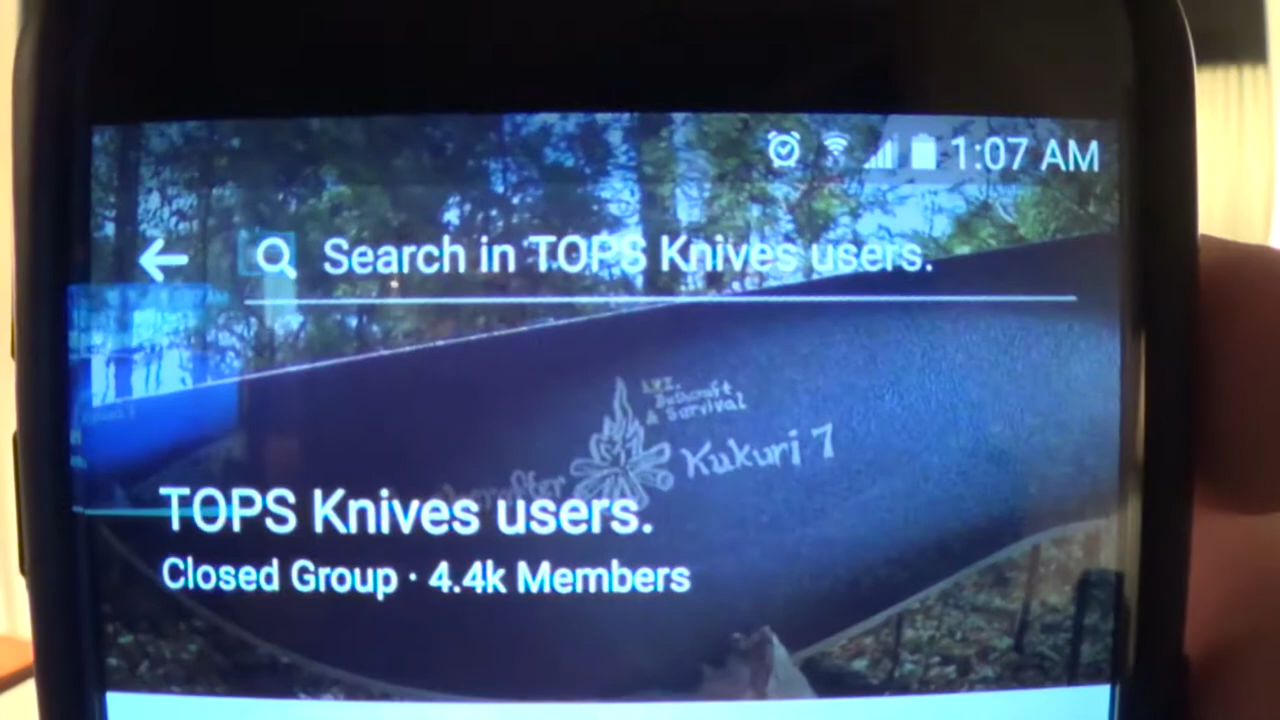 1:07 AM
Search in TOPS Knives users.
Bushcraft
& Survival
Kukuri 7
TOPS Knives users.
Closed Group · 4.4k Members